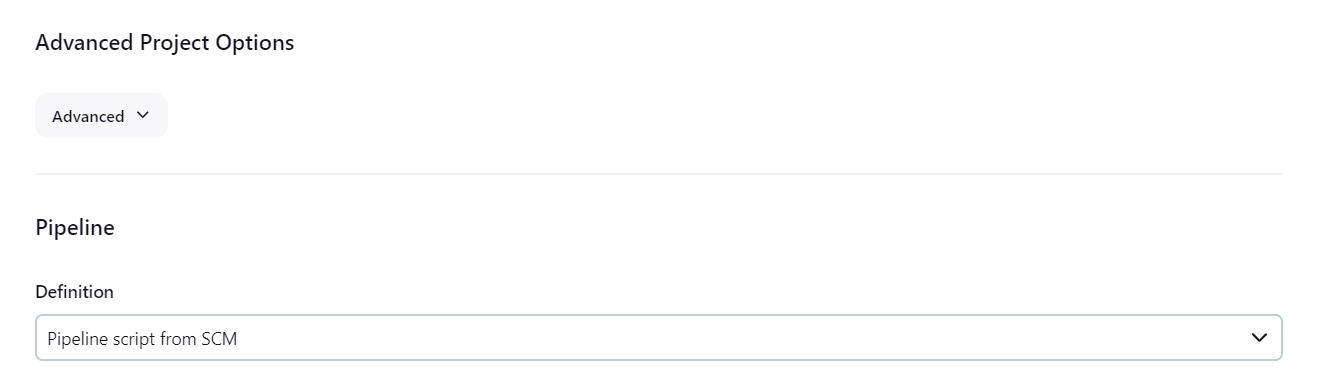 Advanced Project Options
Advanced
Pipeline
Definition
Pipeline script from SCM